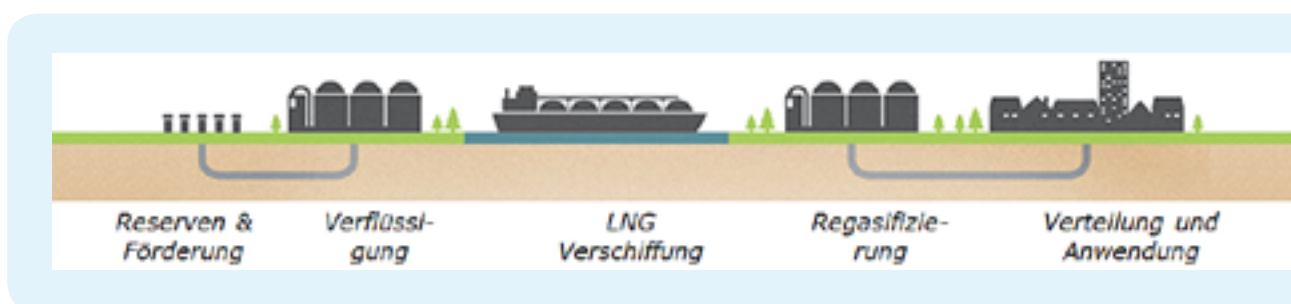 Reserven &
Förderung
Verflüssi-
gung
LNG
Verschiffung
Regasifizie-
rung
Verteilung und
Anwendung